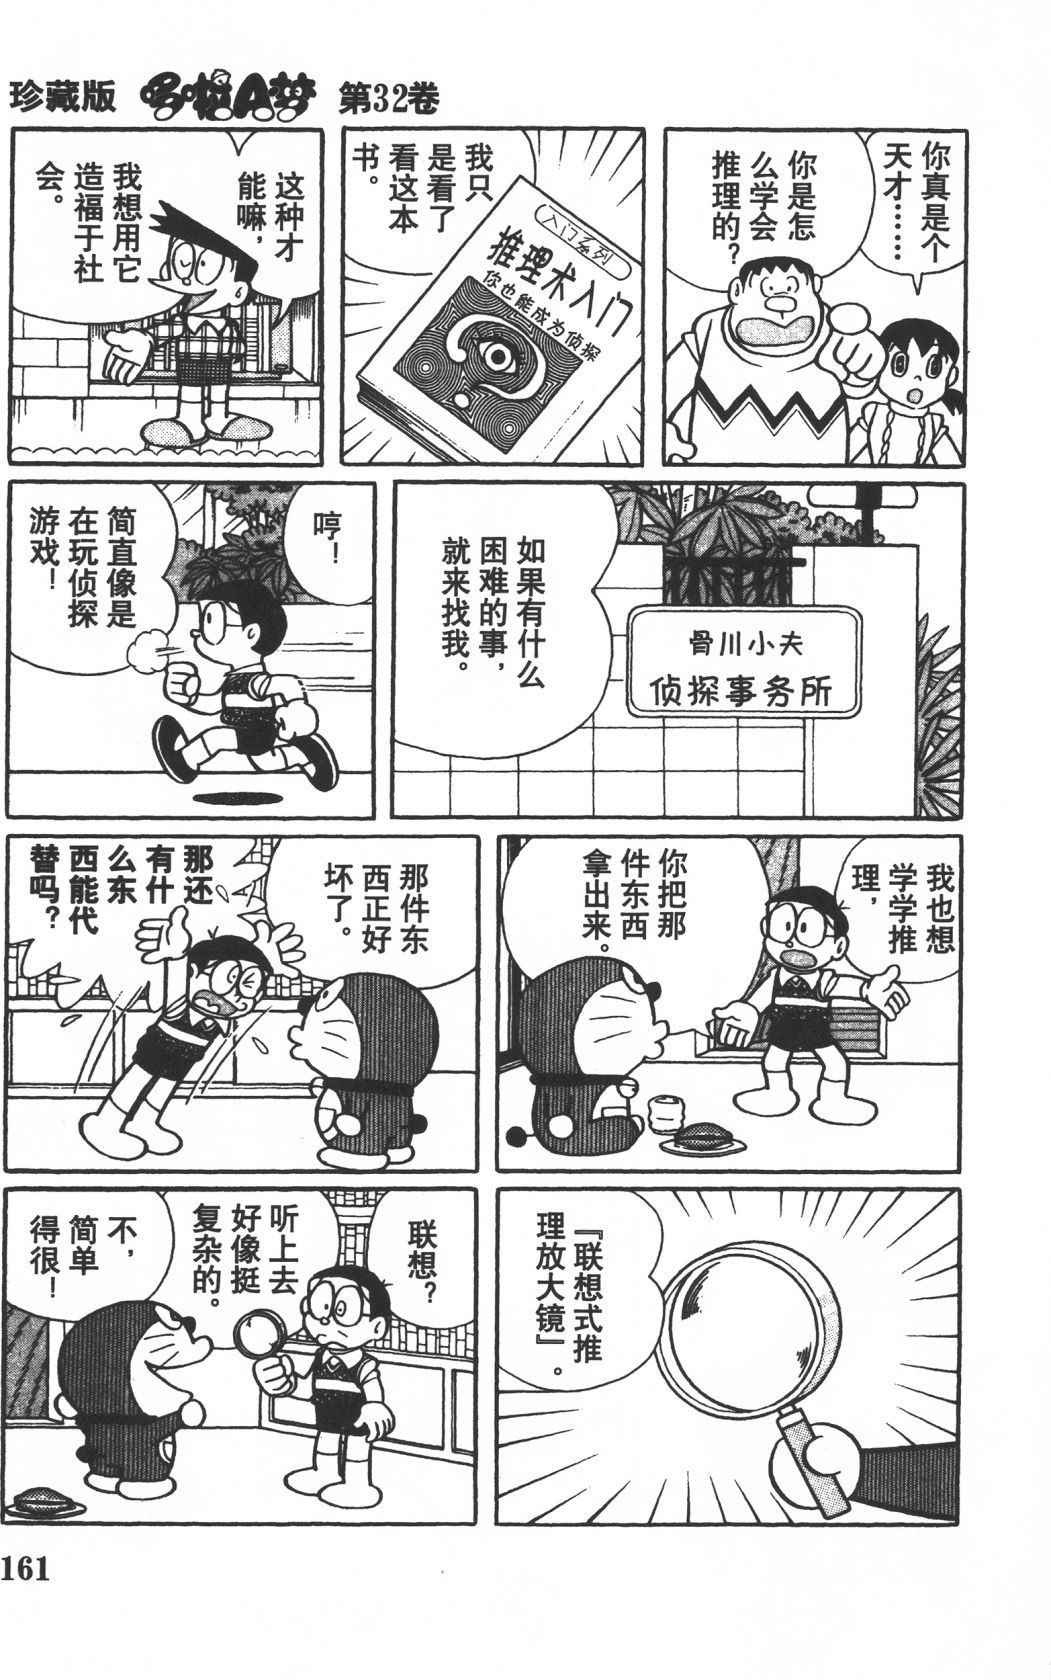 珍藏版 哆啦A梦 第32卷
你真是个
天才……
你是怎
么学会
推理的？
我只
是看了
看这本
书。
入门系列
推理术入门
你也能成为侦探
这种才
能嘛，
我想用它
造福于社
会。
如果有什么
困难的事，
就来找我。
骨川小夫
侦探事务所
哼！
简直像是
在玩侦探
游戏！
我也想
学学推
理，
你把那
件东西
拿出来。
那件东
西正好
坏了。
那还
有什
么东
西能代
替吗？
『联想式推
理放大镜』。
联想？
听上去
好像挺
复杂的。
不，
简单
得很！
161